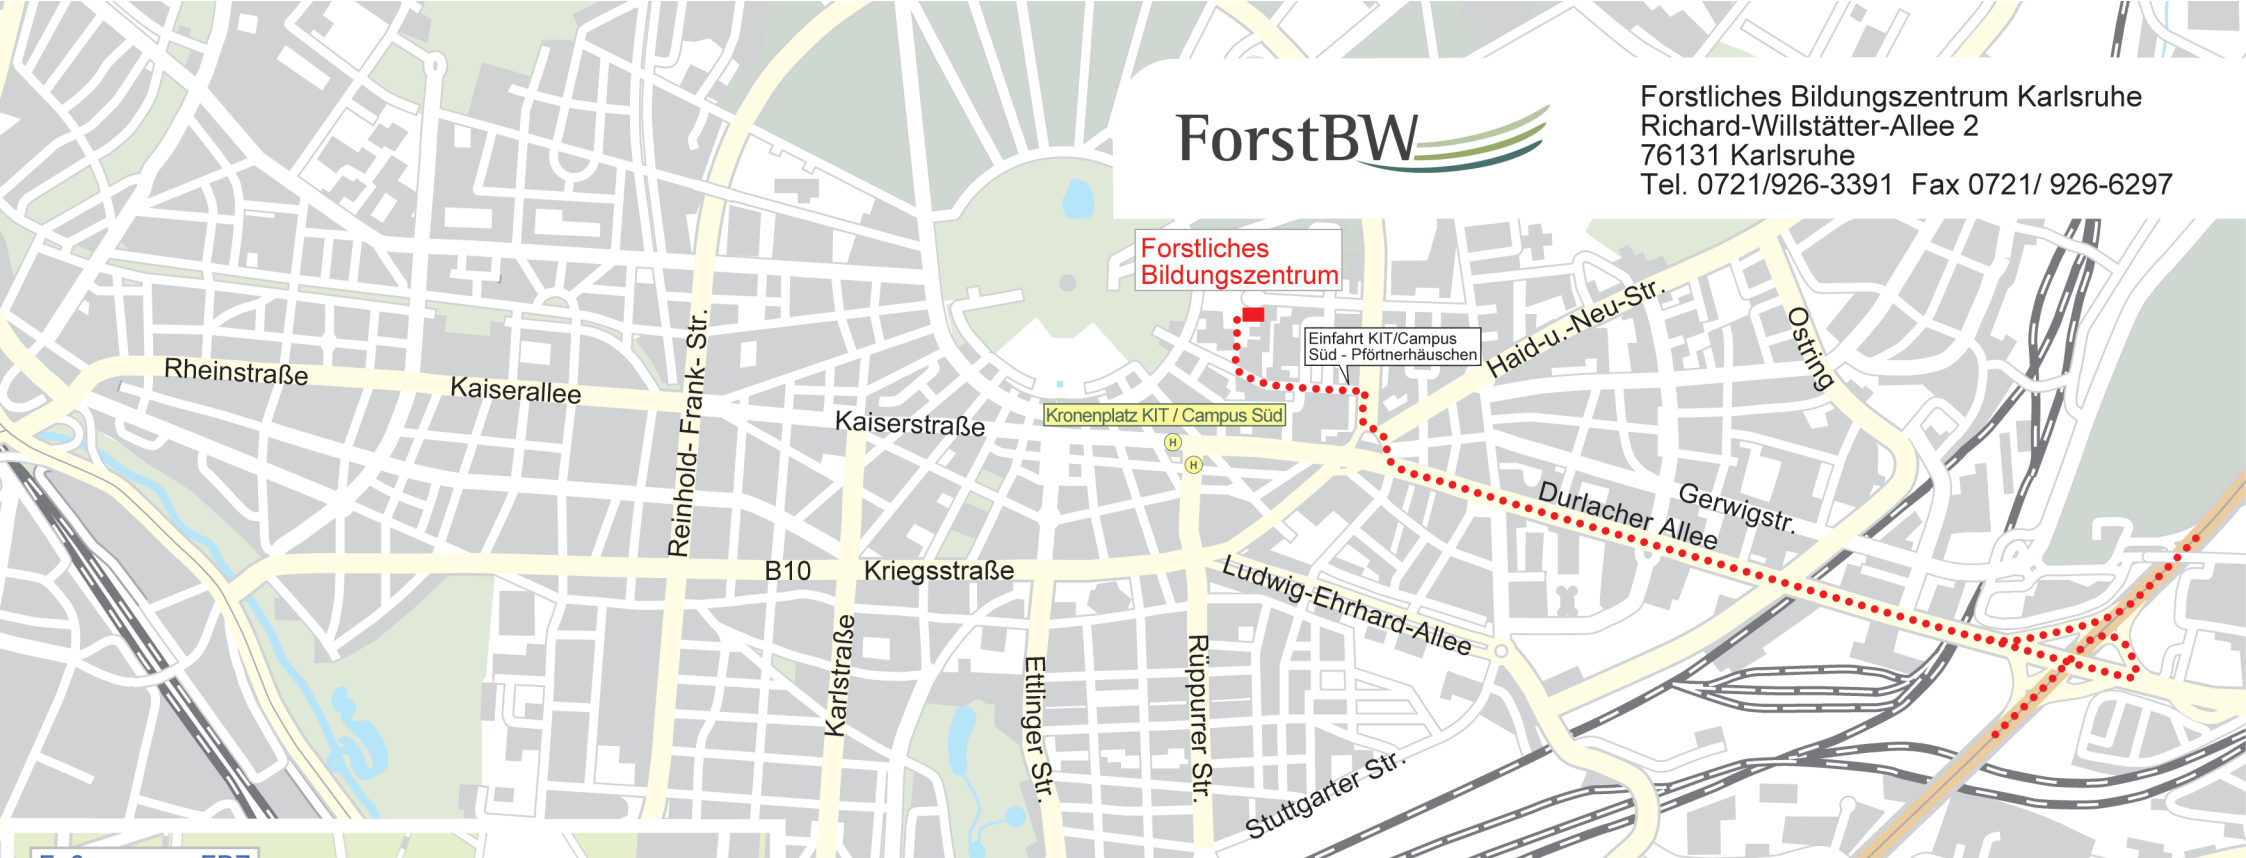 ForstBW
Forstliches Bildungszentrum Karlsruhe
Richard-Willstätter-Allee 2
76131 Karlsruhe
Tel. 0721/926-3391 Fax 0721/ 926-6297
Forstliches
Bildungszentrum
Einfahrt KIT/Campus
Süd - Pförtnerhäuschen
Haid-u.-Neu-Str.
Ostring
Rheinstraße
Kaiserallee
Reinhold- Frank- Str.
Kaiserstraße
Kronenplatz KIT / Campus Süd
H
H
Durlacher Allee
Gerwigstr.
B10
Kriegsstraße
Ludwig-Ehrhard-Allee
Karlstraße
Ettlinger Str.
Rüppurrer Str.
Stuttgarter Str.